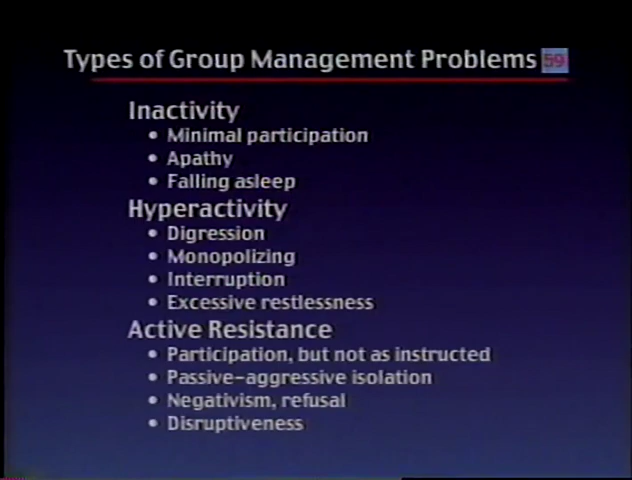 Types of Group Management Problems 59
Inactivity
• Minimal participation
• Apathy
• Falling asleep
Hyperactivity
• Digression
• Monopolizing
• Interruption
• Excessive restlessness
Active Resistance
• Participation, but not as instructed
• Passive-aggressive isolation
• Negativism, refusal
• Disruptiveness